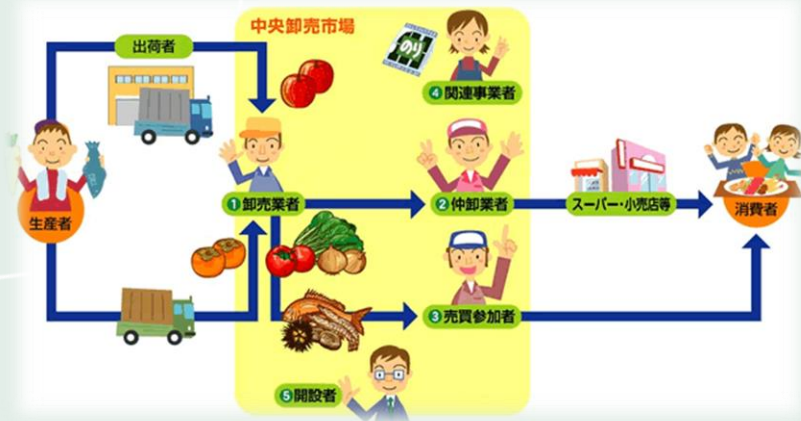 中央卸売市場
出荷者
のり
④関連事業者
生産者
①卸売業者
②仲卸業者
スーパー・小売店等
消費者
③売買参加者
⑤開設者